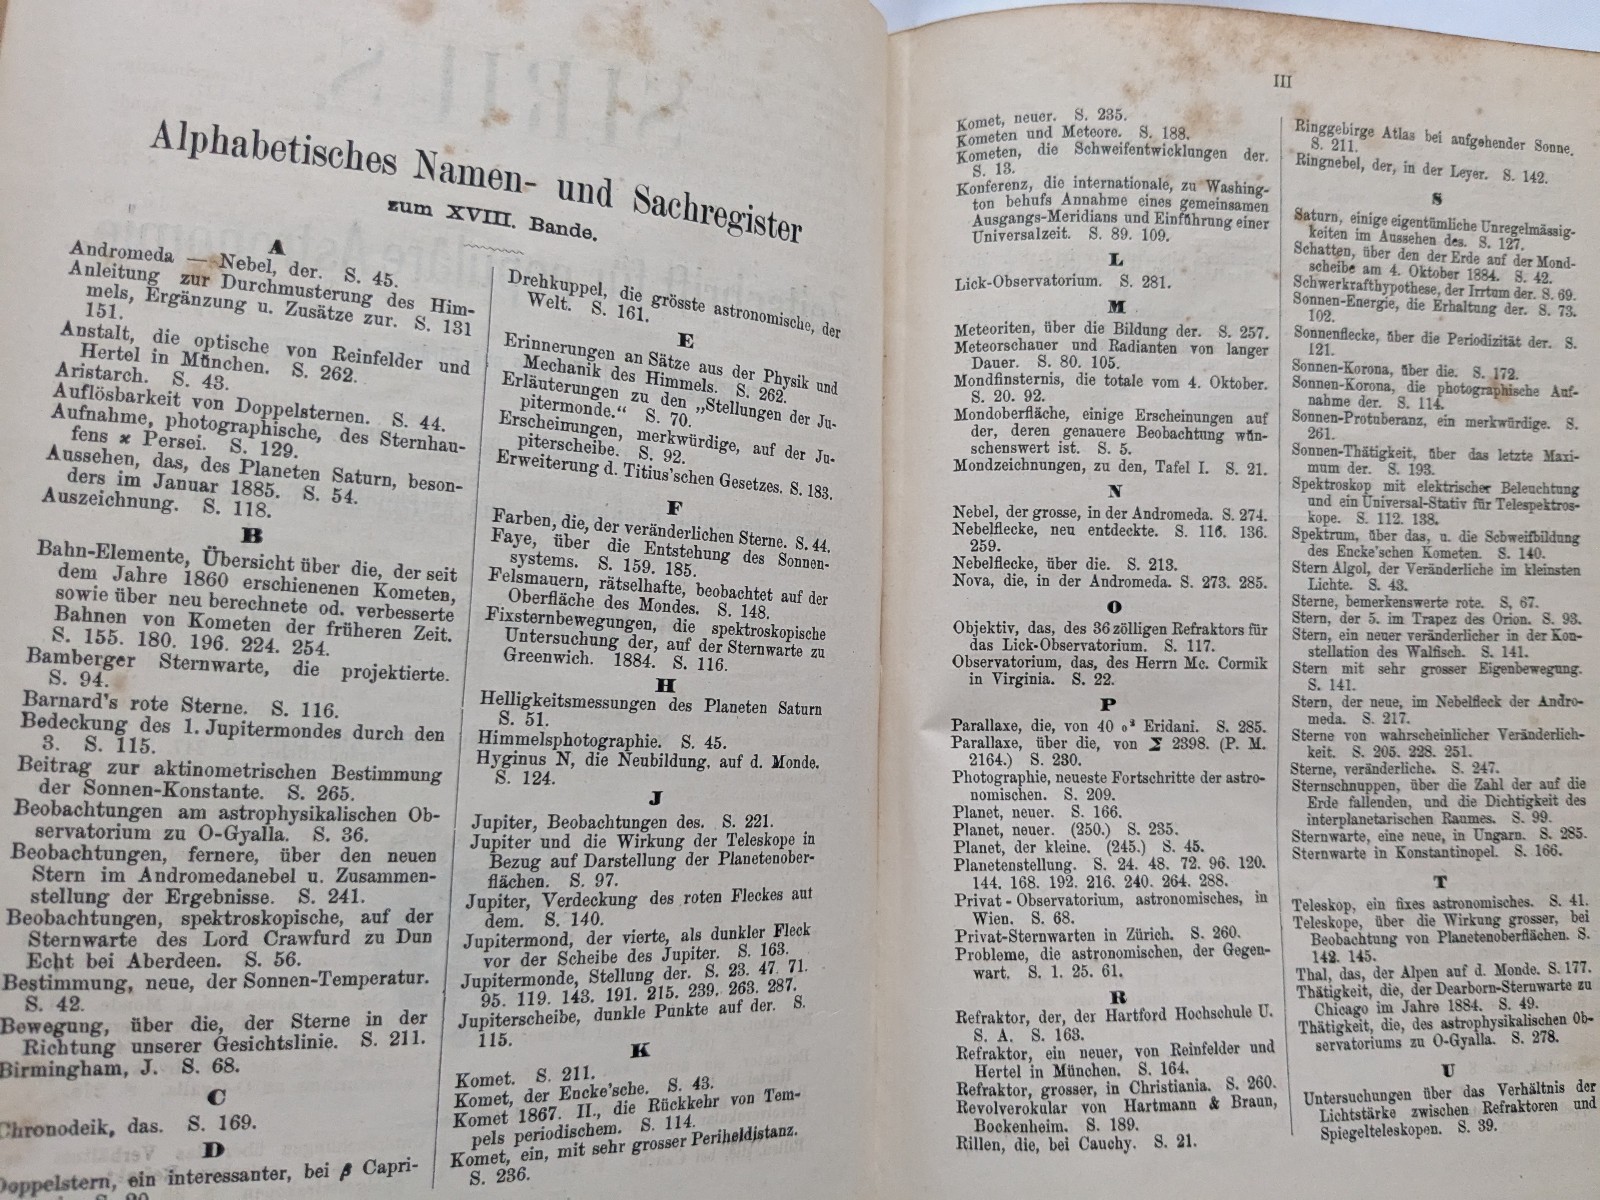 Alphabetisches Namen- und Sachregister
zum XVIII. Bande.
A
Andromeda — Nebel, der. S. 45.
Anleitung zur Durchmusterung des Him-
mels, Ergänzung u. Zusätze zur. S. 131
151.
Anstalt, die optische von Reinfelder und
Hertel in München. S. 262.
Aristarch. S. 43.
Auflösbarkeit von Doppelsternen. S. 44.
Aufnahme, photographische, des Sternhau-
fens ϰ Persei. S. 129.
Aussehen, das, des Planeten Saturn, beson-
ders im Januar 1885. S. 54.
Auszeichnung. S. 118.
B
Bahn-Elemente, Übersicht über die, der seit
dem Jahre 1860 erschienenen Kometen,
sowie über neu berechnete od. verbesserte
Bahnen von Kometen der früheren Zeit.
S. 155. 180. 196. 224. 254.
Bamberger Sternwarte, die projektierte.
S. 94.
Barnard's rote Sterne. S. 116.
Bedeckung des 1. Jupitermondes durch den
3. S. 115.
Beitrag zur aktinometrischen Bestimmung
der Sonnen-Konstante. S. 265.
Beobachtungen am astrophysikalischen Ob-
servatorium zu O-Gyalla. S. 36.
Beobachtungen, fernere, über den neuen
Stern im Andromedanebel u. Zusammen-
stellung der Ergebnisse. S. 241.
Beobachtungen, spektroskopische, auf der
Sternwarte des Lord Crawfurd zu Dun
Echt bei Aberdeen. S. 56.
Bestimmung, neue, der Sonnen-Temperatur.
S. 42.
Bewegung, über die, der Sterne in der
Richtung unserer Gesichtslinie. S. 211.
Birmingham, J. S. 68.
C
Chronodeik, das. S. 169.
D
Doppelstern, ein interessanter, bei β Capri-
Drehkuppel, die grösste astronomische, der
Welt. S. 161.
E
Erinnerungen an Sätze aus der Physik und
Mechanik des Himmels. S. 262.
Erläuterungen zu den „Stellungen der Ju-
pitermonde.“ S. 70.
Erscheinungen, merkwürdige, auf der Ju-
piterscheibe. S. 92.
Erweiterung d. Titius'schen Gesetzes. S. 183.
F
Farben, die, der veränderlichen Sterne. S. 44.
Faye, über die Entstehung des Sonnen-
systems. S. 159. 185.
Felsmauern, rätselhafte, beobachtet auf der
Oberfläche des Mondes. S. 148.
Fixsternbewegungen, die spektroskopische
Untersuchung der, auf der Sternwarte zu
Greenwich. 1884. S. 116.
H
Helligkeitsmessungen des Planeten Saturn
S. 51.
Himmelsphotographie. S. 45.
Hyginus N, die Neubildung, auf d. Monde.
S. 124.
J
Jupiter, Beobachtungen des. S. 221.
Jupiter und die Wirkung der Teleskope in
Bezug auf Darstellung der Planetenober-
flächen. S. 97.
Jupiter, Verdeckung des roten Fleckes auf
dem. S. 140.
Jupitermond, der vierte, als dunkler Fleck
vor der Scheibe des Jupiter. S. 163.
Jupitermonde, Stellung der. S. 23. 47. 71.
95. 119. 143. 191. 215. 239. 263. 287.
Jupiterscheibe, dunkle Punkte auf der. S.
115.
K
Komet. S. 211.
Komet, der Encke'sche. S. 43.
Komet 1867. II., die Rückkehr von Tem-
pels periodischem. S. 114.
Komet, ein, mit sehr grosser Periheldistanz.
S. 236.
III
Komet, neuer. S. 235.
Kometen und Meteore. S. 188.
Kometen, die Schweifentwicklungen der.
S. 13.
Konferenz, die internationale, zu Washing-
ton behufs Annahme eines gemeinsamen
Ausgangs-Meridians und Einführung einer
Universalzeit. S. 89. 109.
L
Lick-Observatorium. S. 281.
M
Meteoriten, über die Bildung der. S. 257.
Meteorschauer und Radianten von langer
Dauer. S. 80. 105.
Mondfinsternis, die totale vom 4. Oktober.
S. 20. 92.
Mondoberfläche, einige Erscheinungen auf
der, deren genauere Beobachtung wün-
schenswert ist. S. 5.
Mondzeichnungen, zu den, Tafel I. S. 21.
N
Nebel, der grosse, in der Andromeda. S. 274.
Nebelflecke, neu entdeckte. S. 116. 136.
259.
Nebelflecke, über die. S. 213.
Nova, die, in der Andromeda. S. 273. 285.
O
Objektiv, das, des 36 zölligen Refraktors für
das Lick-Observatorium. S. 117.
Observatorium, das, des Herrn Mc. Cormik
in Virginia. S. 22.
P
Parallaxe, die, von 40 o² Eridani. S. 285.
Parallaxe, über die, von Σ 2398. (P. M.
2164.) S. 230.
Photographie, neueste Fortschritte der astro-
nomischen. S. 209.
Planet, neuer. S. 166.
Planet, neuer. (250.) S. 235.
Planet, der kleine. (245.) S. 45.
Planetenstellung. S. 24. 48. 72. 96. 120.
144. 168. 192. 216. 240. 264. 288.
Privat - Observatorium, astronomisches, in
Wien. S. 68.
Privat-Sternwarten in Zürich. S. 260.
Probleme, die astronomischen, der Gegen-
wart. S. 1. 25. 61.
R
Refraktor, der, der Hartford Hochschule U.
S. A. S. 163.
Refraktor, ein neuer, von Reinfelder und
Hertel in München. S. 164.
Refraktor, grosser, in Christiania. S. 260.
Revolverokular von Hartmann & Braun,
Bockenheim. S. 189.
Rillen, die, bei Cauchy. S. 21.
Ringgebirge Atlas bei aufgehender Sonne.
S. 211.
Ringnebel, der, in der Leyer. S. 142.
S
Saturn, einige eigentümliche Unregelmässig-
keiten im Aussehen des. S. 127.
Schatten, über den der Erde auf der Mond-
scheibe am 4. Oktober 1884. S. 42.
Schwerkrafthypothese, der Irrtum der. S. 69.
Sonnen-Energie, die Erhaltung der. S. 73.
102.
Sonnenflecke, über die Periodizität der. S.
121.
Sonnen-Korona, über die. S. 172.
Sonnen-Korona, die photographische Auf-
nahme der. S. 114.
Sonnen-Protuberanz, ein merkwürdige. S.
261.
Sonnen-Thätigkeit, über das letzte Maxi-
mum der. S. 193.
Spektroskop mit elektrischer Beleuchtung
und ein Universal-Stativ für Telespektros-
kope. S. 112. 138.
Spektrum, über das, u. die Schweifbildung
des Encke'schen Kometen. S. 140.
Stern Algol, der Veränderliche im kleinsten
Lichte. S. 43.
Sterne, bemerkenswerte rote. S. 67.
Stern, der 5. im Trapez des Orion. S. 93.
Stern, ein neuer veränderlicher in der Kon-
stellation des Walfisch. S. 141.
Stern mit sehr grosser Eigenbewegung.
S. 141.
Stern, der neue, im Nebelfleck der Andro-
meda. S. 217.
Sterne von wahrscheinlicher Veränderlich-
keit. S. 205. 228. 251.
Sterne, veränderliche. S. 247.
Sternschnuppen, über die Zahl der auf die
Erde fallenden, und die Dichtigkeit des
interplanetarischen Raumes. S. 99.
Sternwarte, eine neue, in Ungarn. S. 285.
Sternwarte in Konstantinopel. S. 166.
T
Teleskop, ein fixes astronomisches. S. 41.
Teleskope, über die Wirkung grosser, bei
Beobachtung von Planetenoberflächen. S.
142. 145.
Thal, das, der Alpen auf d. Monde. S. 177.
Thätigkeit, die, der Dearborn-Sternwarte zu
Chicago im Jahre 1884. S. 49.
Thätigkeit, die, des astrophysikalischen Ob-
servatoriums zu O-Gyalla. S. 278.
U
Untersuchungen über das Verhältnis der
Lichtstärke zwischen Refraktoren und
Spiegelteleskopen. S. 39.